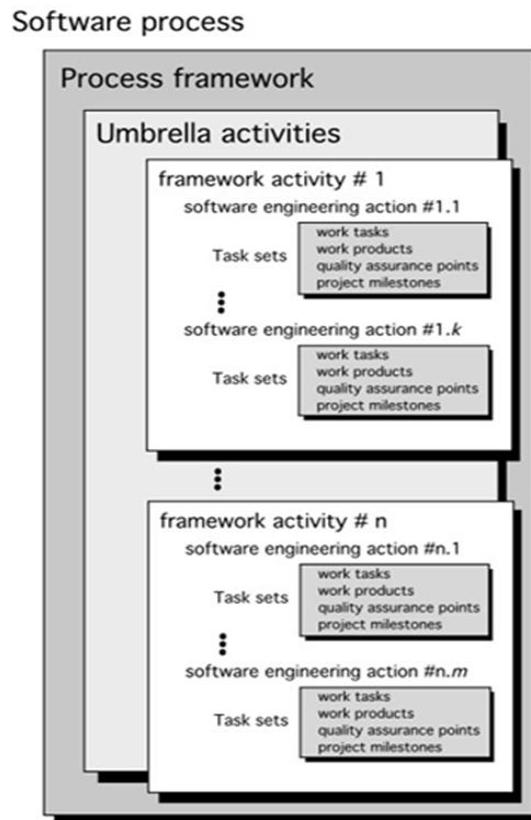 Software process
Process framework
Umbrella activities
framework activity # 1
software engineering action #1.1
Task sets
work tasks
work products
quality assurance points
project milestones
software engineering action #1.k
Task sets
work tasks
work products
quality assurance points
project milestones
framework activity # n
software engineering action #n.1
Task sets
work tasks
work products
quality assurance points
project milestones
software engineering action #n.m
Task sets
work tasks
work products
quality assurance points
project milestones